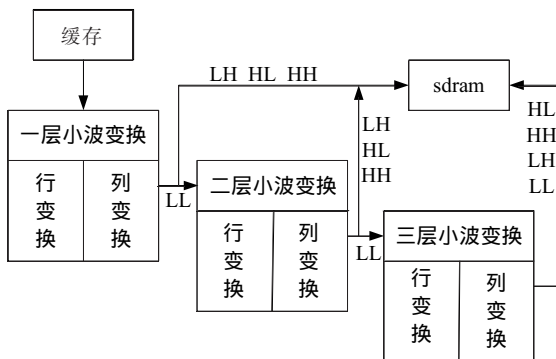 缓存
LH HL HH
sdram
一层小波变换
行变换
列变换
LL
二层小波变换
行变换
列变换
LH
HL
HH
LL
三层小波变换
行变换
列变换
HL
HH
LH
LL